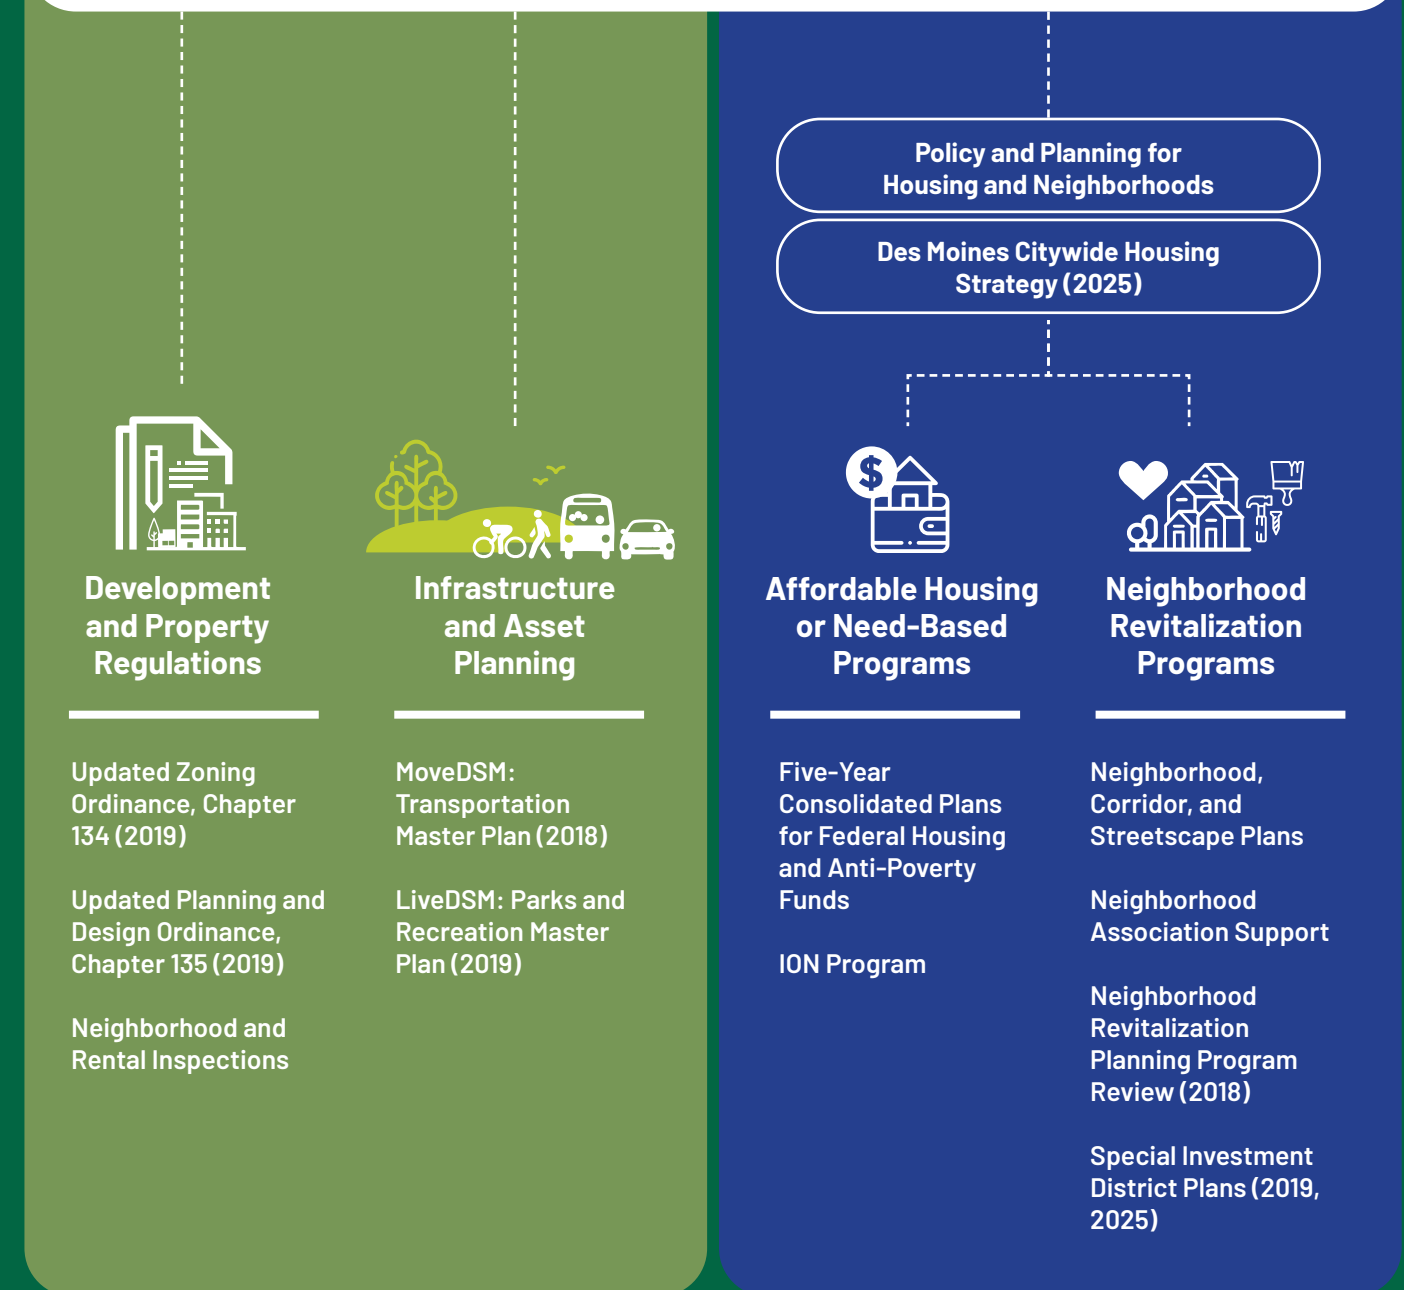 Policy and Planning for
Housing and Neighborhoods
Des Moines Citywide Housing
Strategy (2025)
Development
and Property
Regulations
Updated Zoning
Ordinance, Chapter
134 (2019)
Updated Planning and
Design Ordinance,
Chapter 135 (2019)
Neighborhood and
Rental Inspections
Infrastructure
and Asset
Planning
MoveDSM:
Transportation
Master Plan (2018)
LiveDSM: Parks and
Recreation Master
Plan (2019)
$
Affordable Housing
or Need-Based
Programs
Five-Year
Consolidated Plans
for Federal Housing
and Anti-Poverty
Funds
ION Program
Neighborhood
Revitalization
Programs
Neighborhood,
Corridor, and
Streetscape Plans
Neighborhood
Association Support
Neighborhood
Revitalization
Planning Program
Review (2018)
Special Investment
District Plans (2019,
2025)